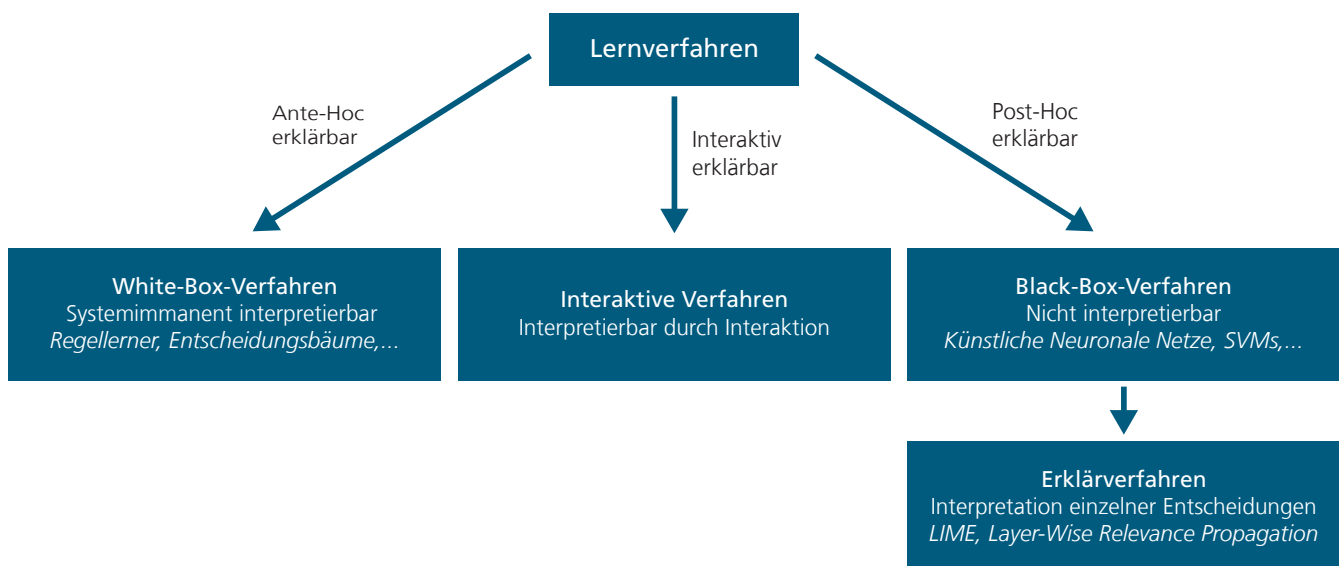 Lernverfahren
Ante-Hoc
erklärbar
Interaktiv
erklärbar
Post-Hoc
erklärbar
White-Box-Verfahren
Systemimmanent interpretierbar
Regellerner, Entscheidungsbäume,...
Interaktive Verfahren
Interpretierbar durch Interaktion
Black-Box-Verfahren
Nicht interpretierbar
Künstliche Neuronale Netze, SVMs,...
Erklärverfahren
Interpretation einzelner Entscheidungen
LIME, Layer-Wise Relevance Propagation